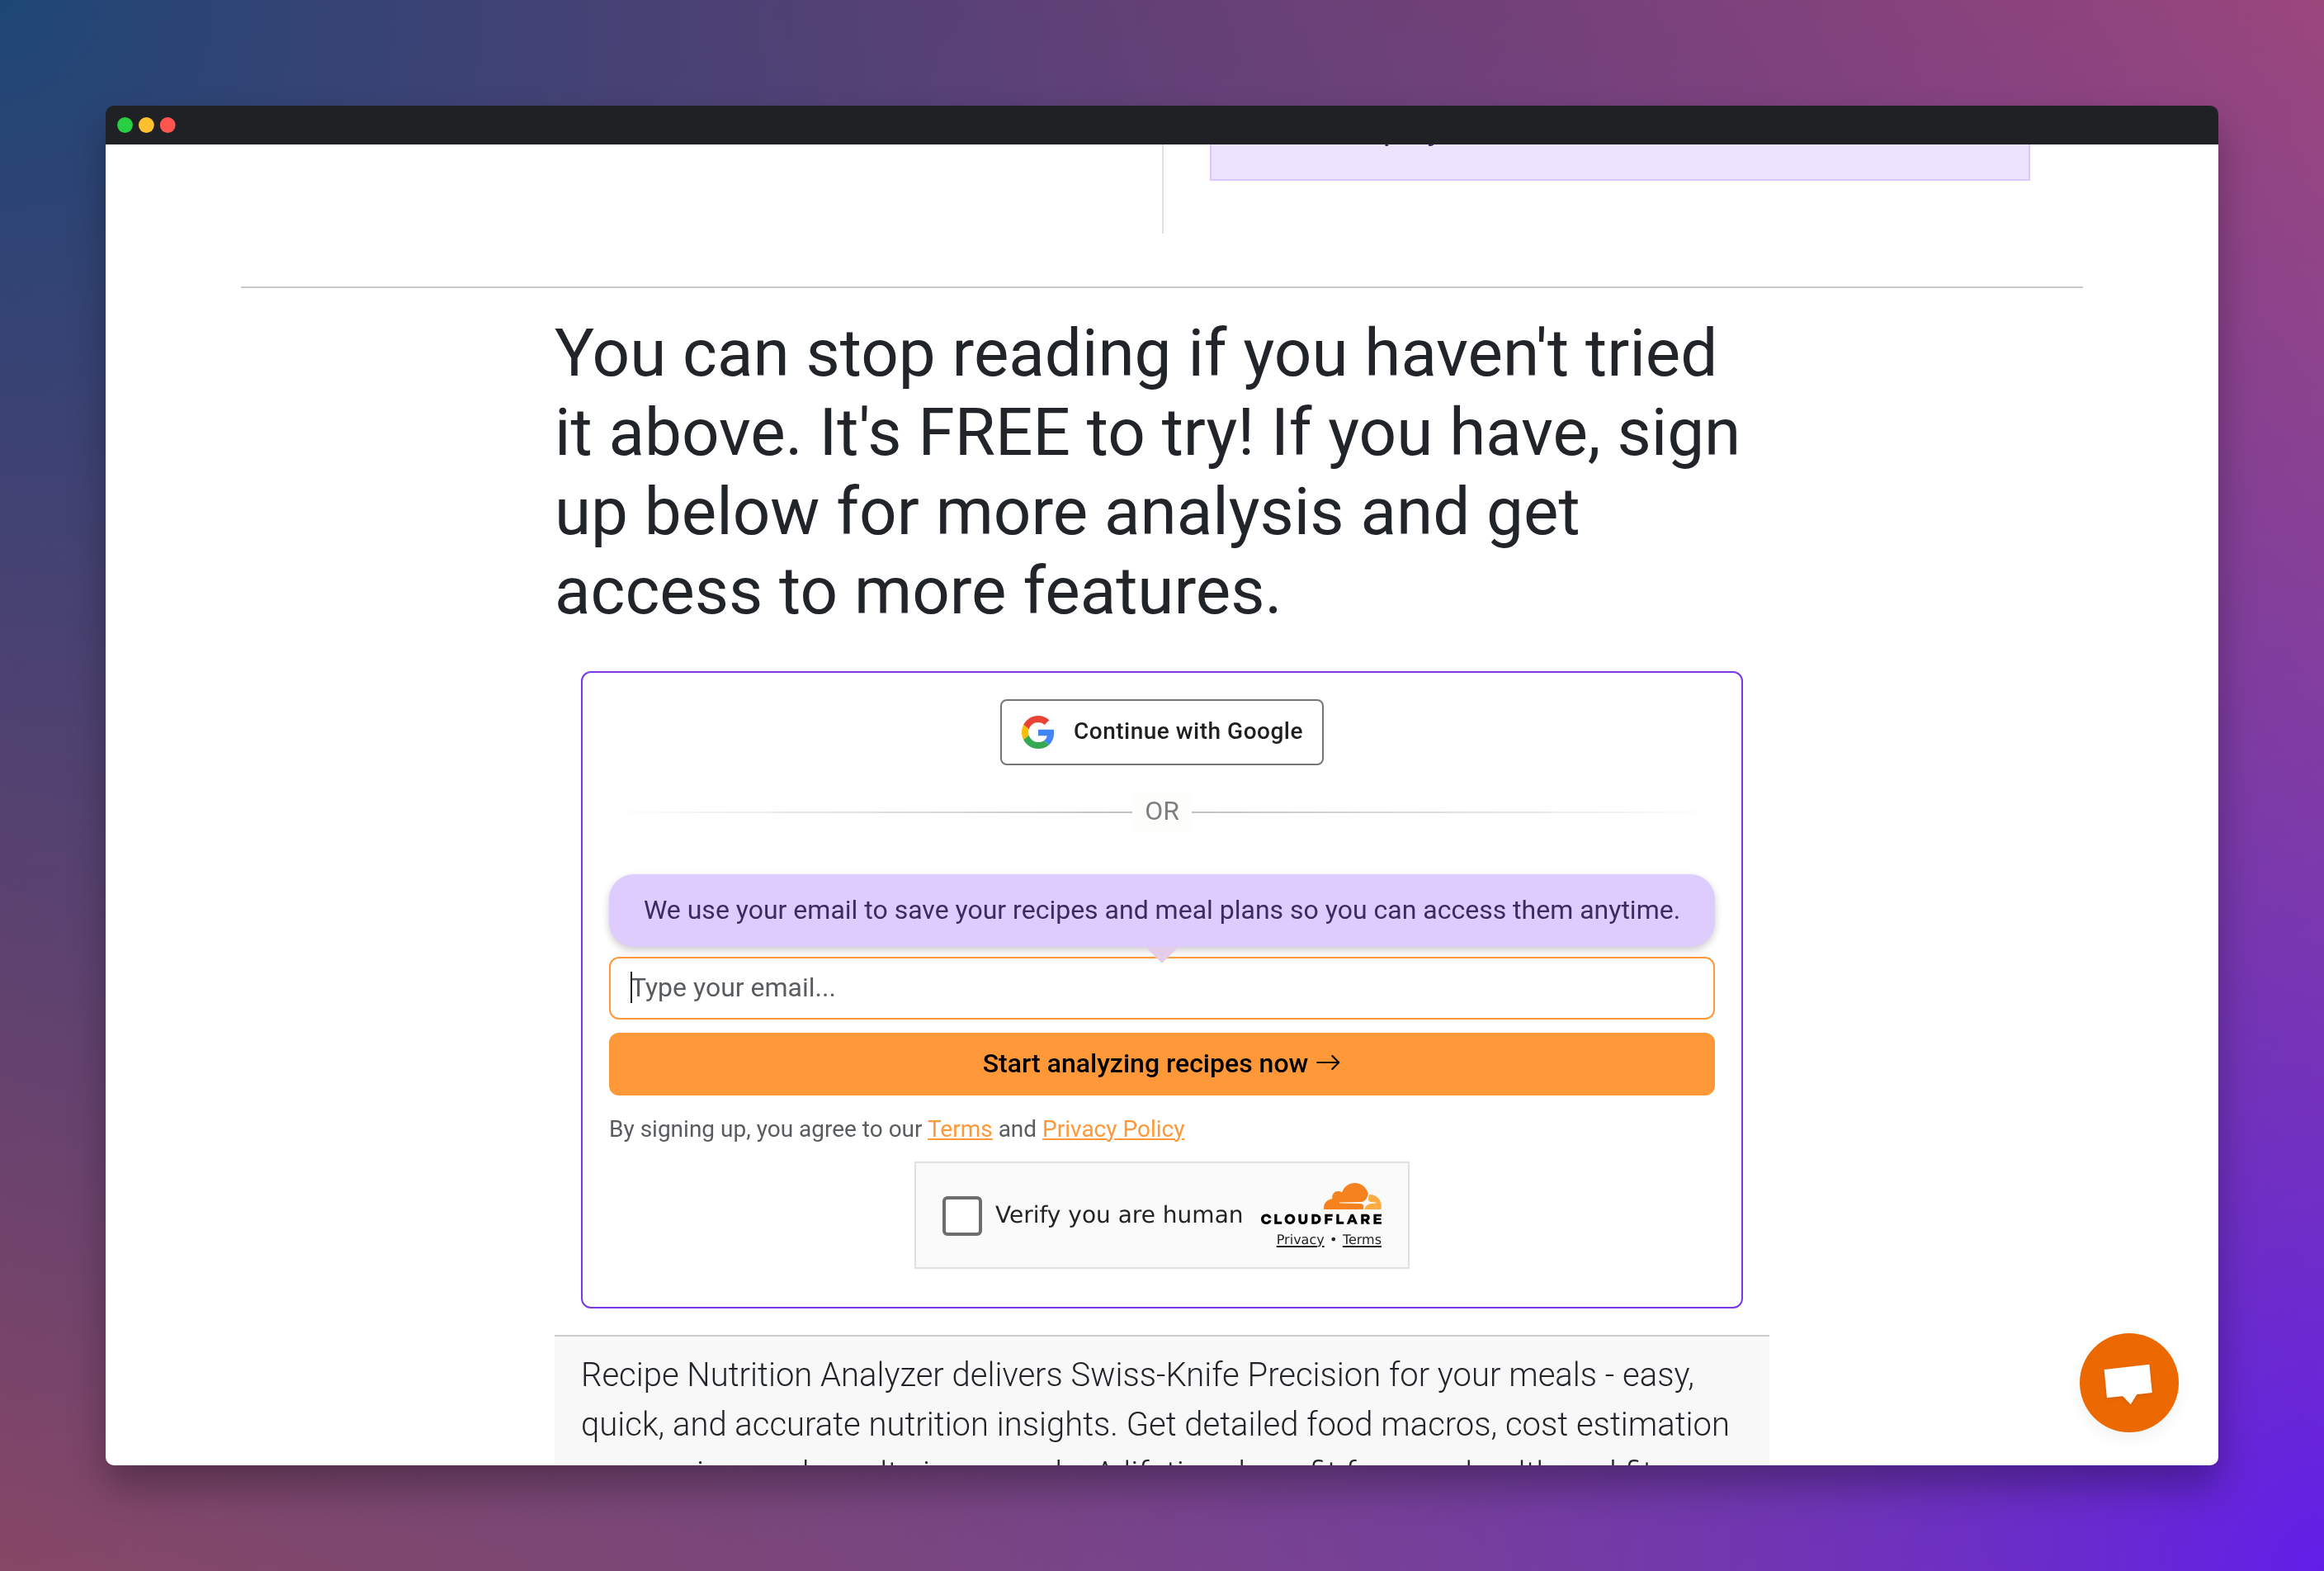 You can stop reading if you haven't tried
it above. It's FREE to try! If you have, sign
up below for more analysis and get
access to more features.
Continue with Google
OR
We use your email to save your recipes and meal plans so you can access them anytime.
Type your email...
Start analyzing recipes now →
By signing up, you agree to our Terms and Privacy Policy
Verify you are human
CLOUDFLARE
Privacy • Terms
Recipe Nutrition Analyzer delivers Swiss-Knife Precision for your meals - easy,
quick, and accurate nutrition insights. Get detailed food macros, cost estimation